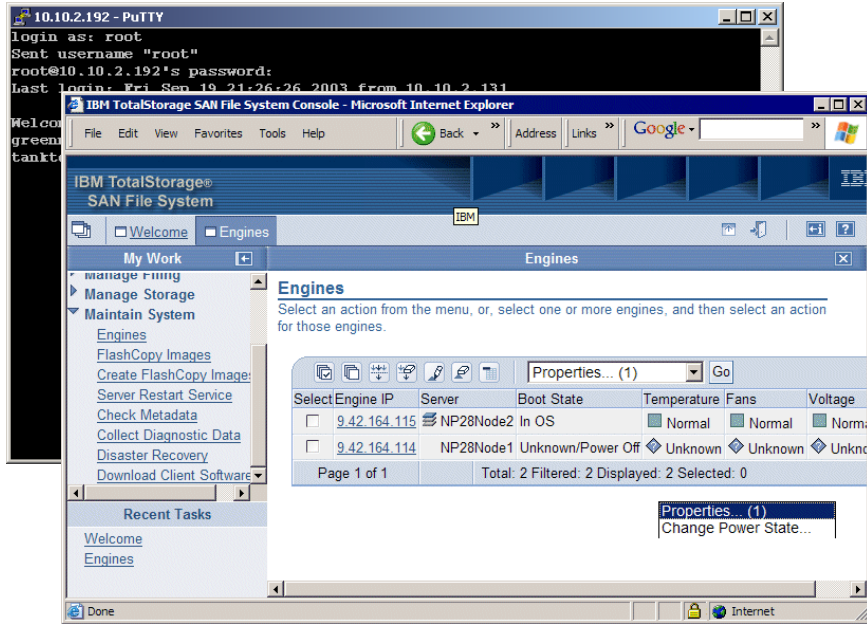 10.10.2.192 - PuTTY
login as: root
Sent username "root"
root@10.10.2.192's password:
Last login: Fri Sep 19 21:26:26 2003 from 10.10.2.131
IBM TotalStorage SAN File System Console - Microsoft Internet Explorer
File Edit View Favorites Tools Help Back Address Links Google
IBM TotalStorage®
SAN File System
IBM
Welcome Engines
My Work
Engines
Manage Filing
Manage Storage
Maintain System
Engines
FlashCopy Images
Create FlashCopy Images
Server Restart Service
Check Metadata
Collect Diagnostic Data
Disaster Recovery
Download Client Software
Recent Tasks
Welcome
Engines
Engines
Select an action from the menu, or, select one or more engines, and then select an action
for those engines.
Properties... (1) Go
Select Engine IP Server Boot State Temperature Fans Voltage
9.42.164.115 NP28Node2 In OS Normal Normal Norma
9.42.164.114 NP28Node1 Unknown/Power Off Unknown Unknown Unkno
Page 1 of 1 Total: 2 Filtered: 2 Displayed: 2 Selected: 0
Properties... (1)
Change Power State...
Done Internet